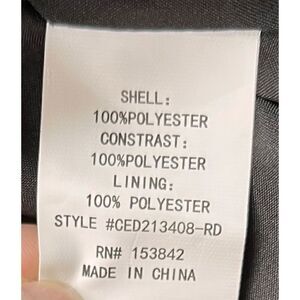 SHELL:
100%POLYESTER
CONSTRAST:
100%POLYESTER
LINING:
100% POLYESTER
STYLE #CED213408-RD
RN# 153842
MADE IN CHINA